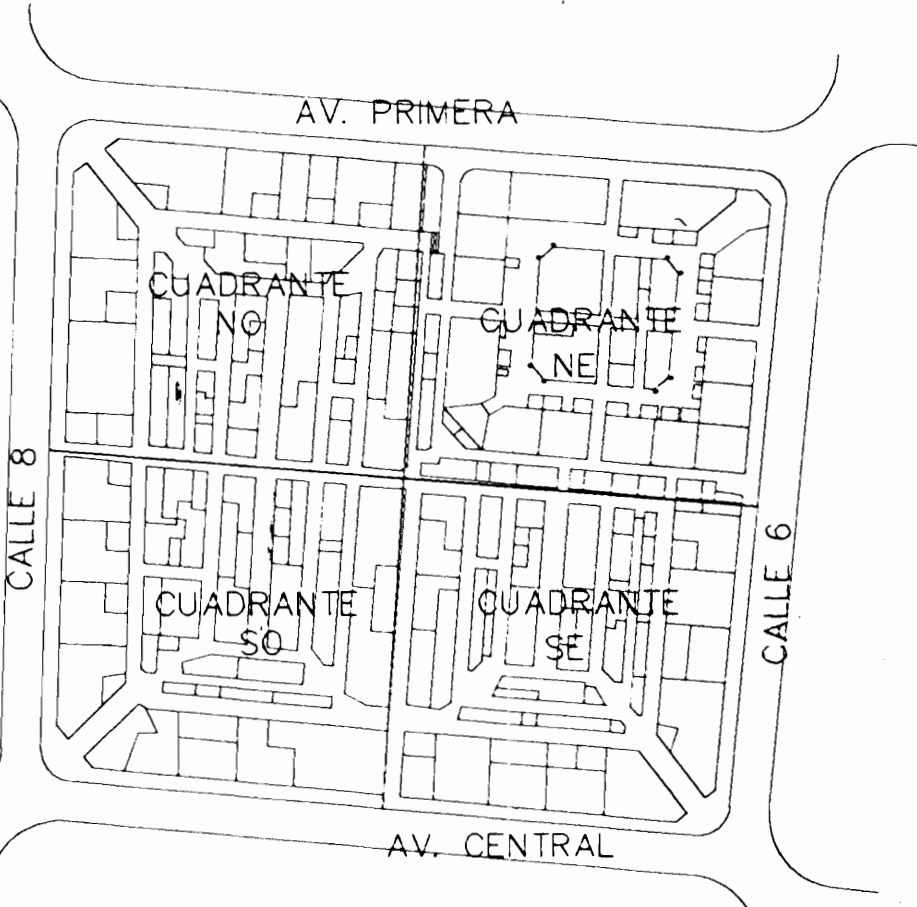 AV. PRIMERA
CUADRANTE
NO
CUADRANTE
NE
CALLE 8
CALLE 6
CUADRANTE
SO
CUADRANTE
SE
AV. CENTRAL